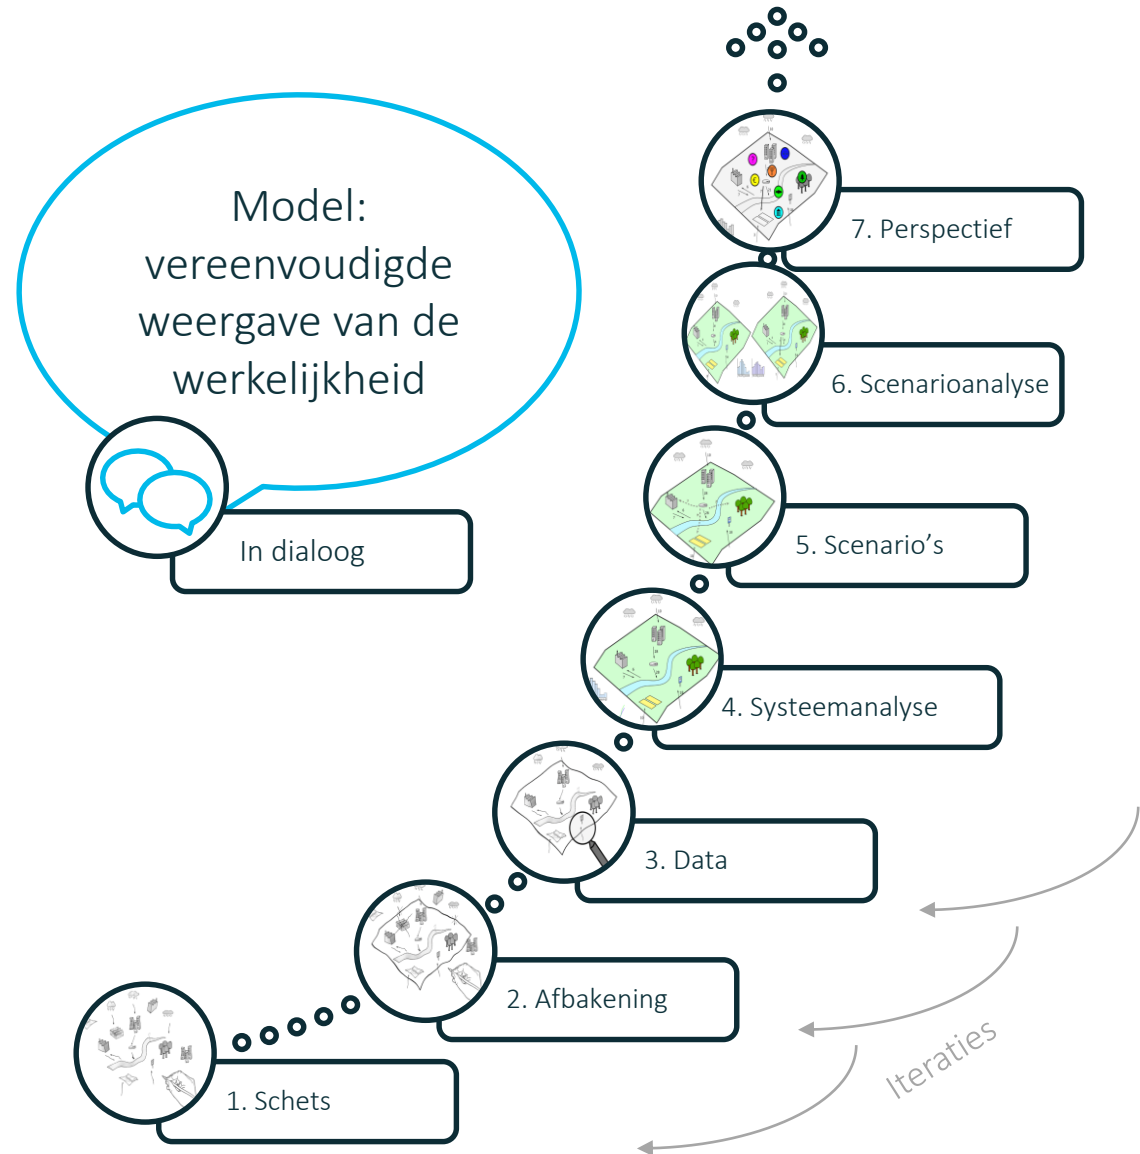 Model:
vereenvoudigde
weergave van de
werkelijkheid
In dialoog
7. Perspectief
6. Scenarioanalyse
5. Scenario’s
4. Systeemanalyse
3. Data
2. Afbakening
1. Schets
Iteraties